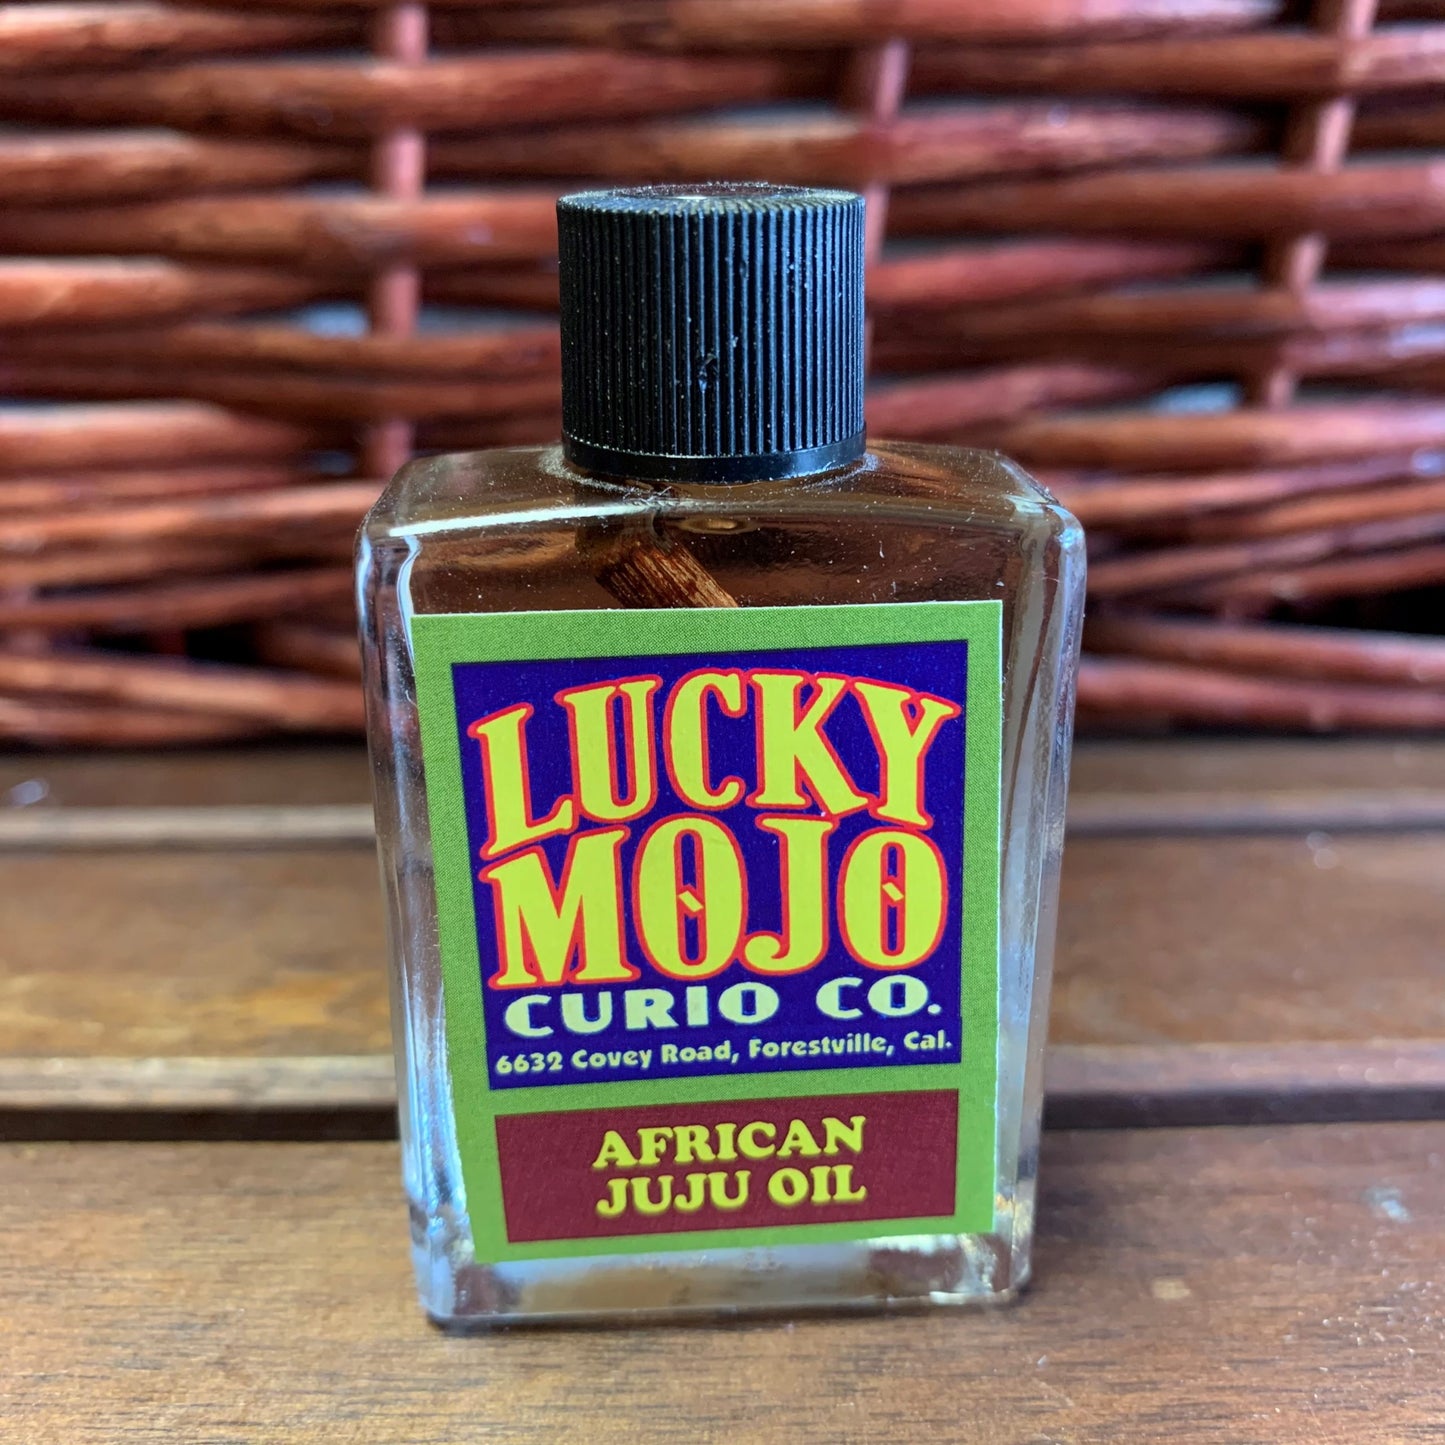 LUCKY
MOJO
CURIO CO.
6632 Covey Road, Forestville, Cal.
AFRICAN
JUJU OIL